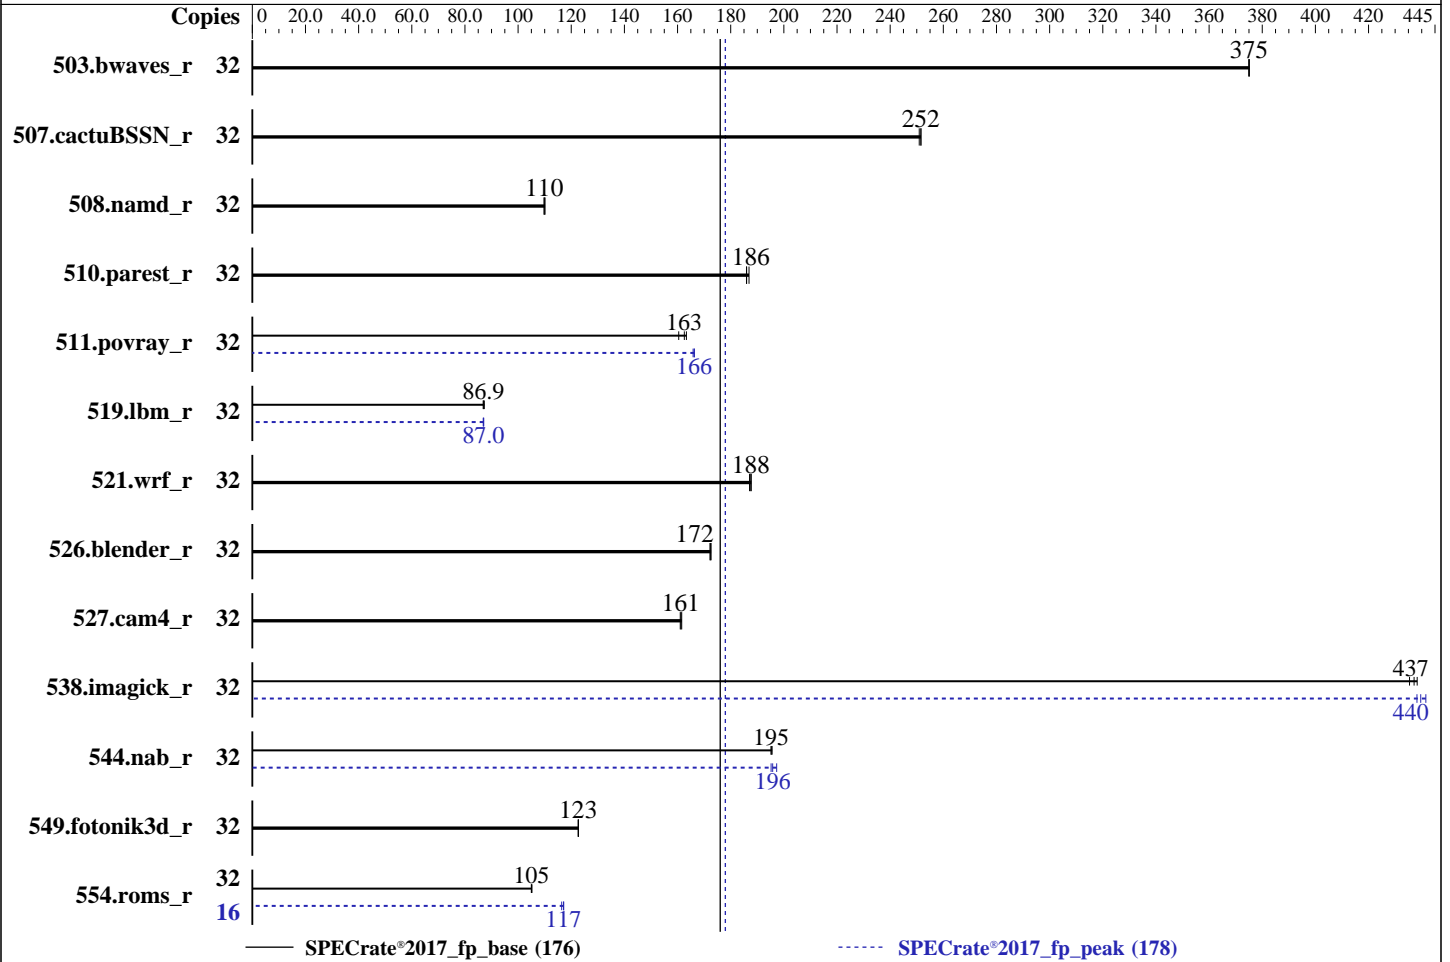 Copies 0 20.0 40.0 60.0 80.0 100 120 140 160 180 200 220 240 260 280 300 320 340 360 380 400 420 445
503.bwaves_r 32 375
507.cactuBSSN_r 32 252
508.namd_r 32 110
510.parest_r 32 186
511.povray_r 32 163
166
519.lbm_r 32 86.9
87.0
521.wrf_r 32 188
526.blender_r 32 172
527.cam4_r 32 161
538.imagick_r 32 437
440
544.nab_r 32 195
196
549.fotonik3d_r 32 123
554.roms_r 32 105
16 117
SPECrate®2017_fp_base (176) SPECrate®2017_fp_peak (178)